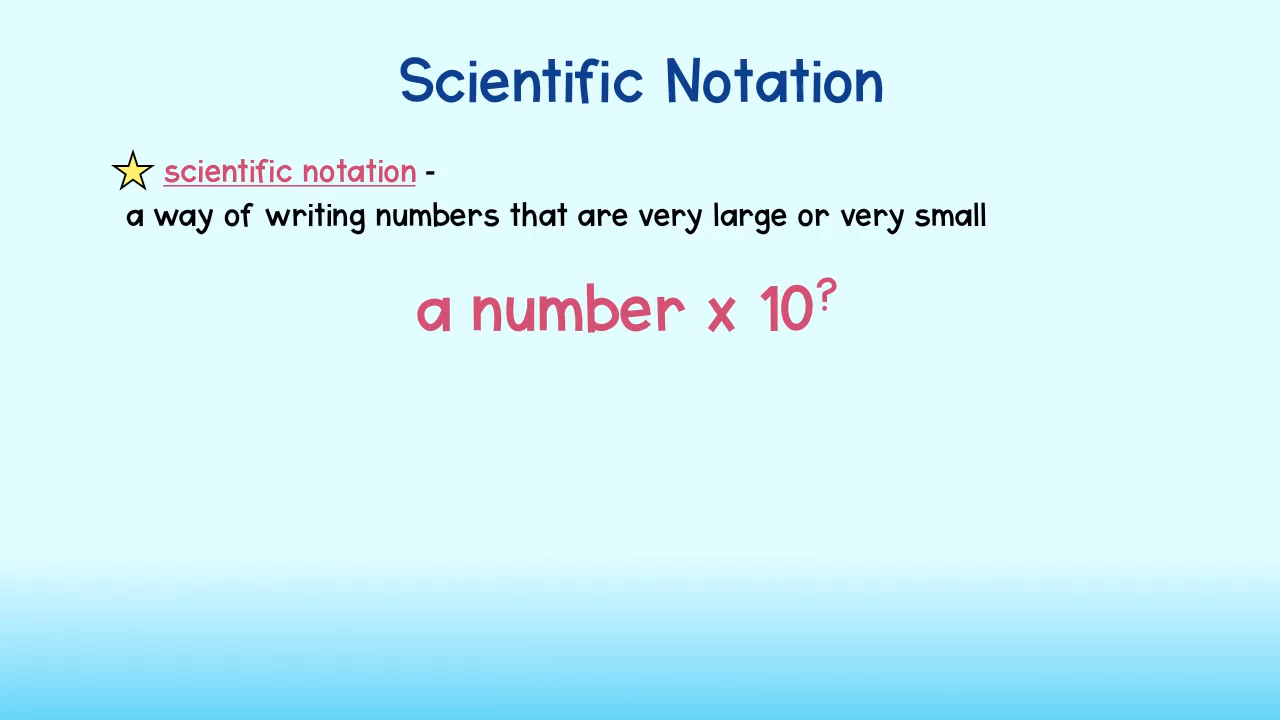 Scientific Notation
scientific notation -
a way of writing numbers that are very large or very small
a number x 10?